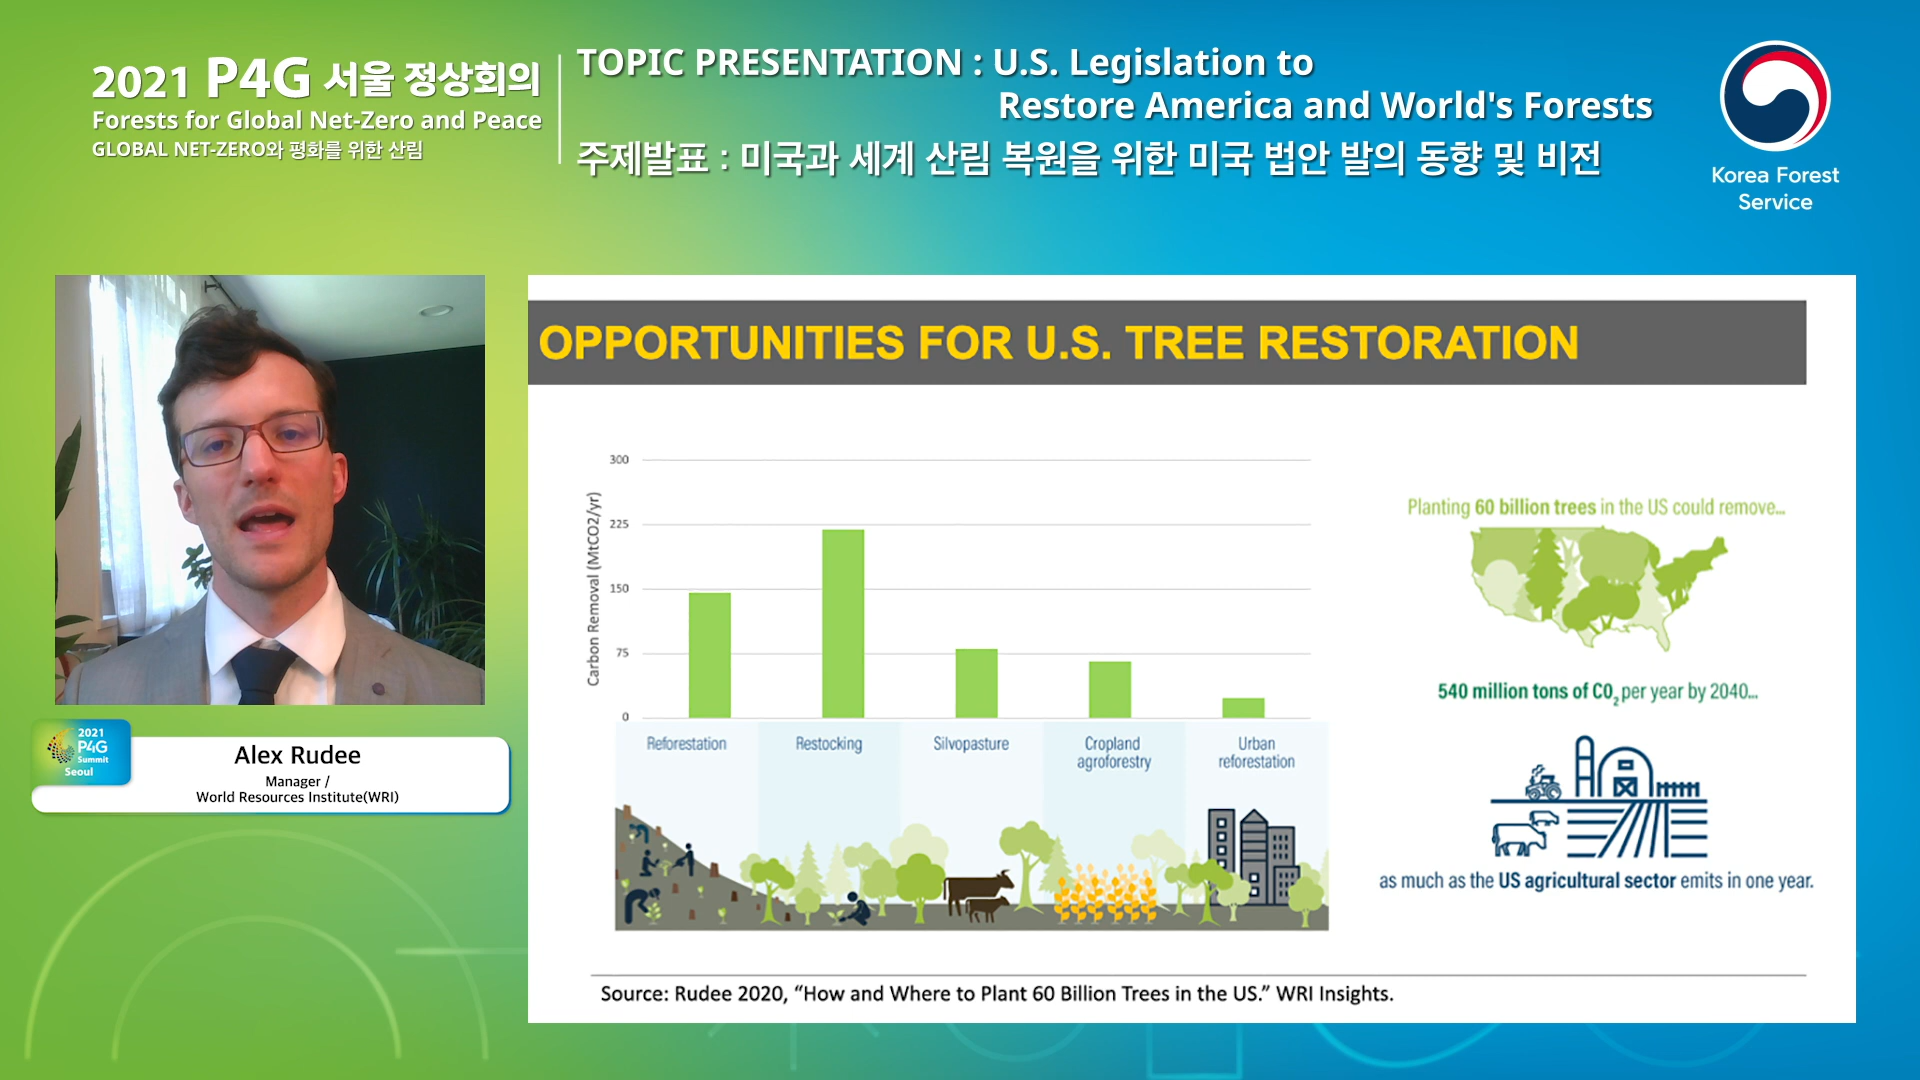 2021 P4G 서울 정상회의
Forests for Global Net-Zero and Peace
GLOBAL NET-ZERO와 평화를 위한 산림
TOPIC PRESENTATION : U.S. Legislation to
Restore America and World's Forests
주제발표 : 미국과 세계 산림 복원을 위한 미국 법안 발의 동향 및 비전
Korea Forest
Service
OPPORTUNITIES FOR U.S. TREE RESTORATION
Carbon Removal (MtCO2/yr)
300
225
150
75
0
Reforestation
Restocking
Silvopasture
Cropland
agroforestry
Urban
reforestation
Planting 60 billion trees in the US could remove...
540 million tons of CO2 per year by 2040...
as much as the US agricultural sector emits in one year.
Source: Rudee 2020, “How and Where to Plant 60 Billion Trees in the US.” WRI Insights.
2021
P4G
Summit
Seoul
Alex Rudee
Manager /
World Resources Institute(WRI)